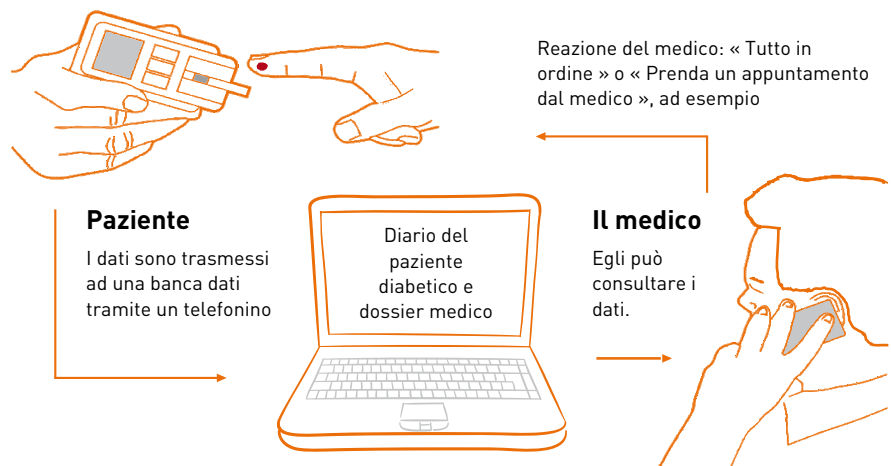 Reazione del medico: « Tutto in
ordine » o « Prenda un appuntamento
dal medico », ad esempio
Paziente
I dati sono trasmessi
ad una banca dati
tramite un telefonino
Diario del
paziente
diabetico e
dossier medico
Il medico
Egli può
consultare i
dati.